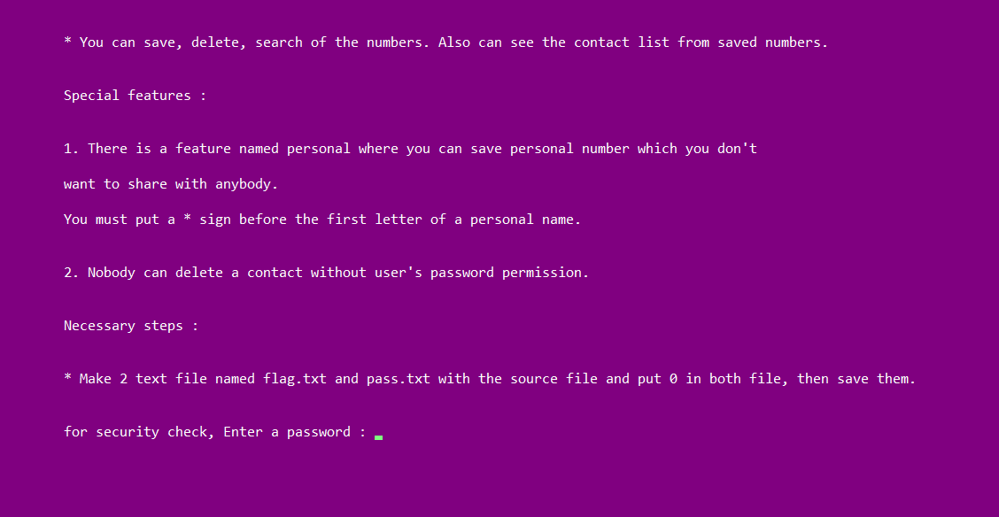 * You can save, delete, search of the numbers. Also can see the contact list from saved numbers.
Special features :
1. There is a feature named personal where you can save personal number which you don't
want to share with anybody.
You must put a * sign before the first letter of a personal name.
2. Nobody can delete a contact without user's password permission.
Necessary steps :
* Make 2 text file named flag.txt and pass.txt with the source file and put 0 in both file, then save them.
for security check, Enter a password :